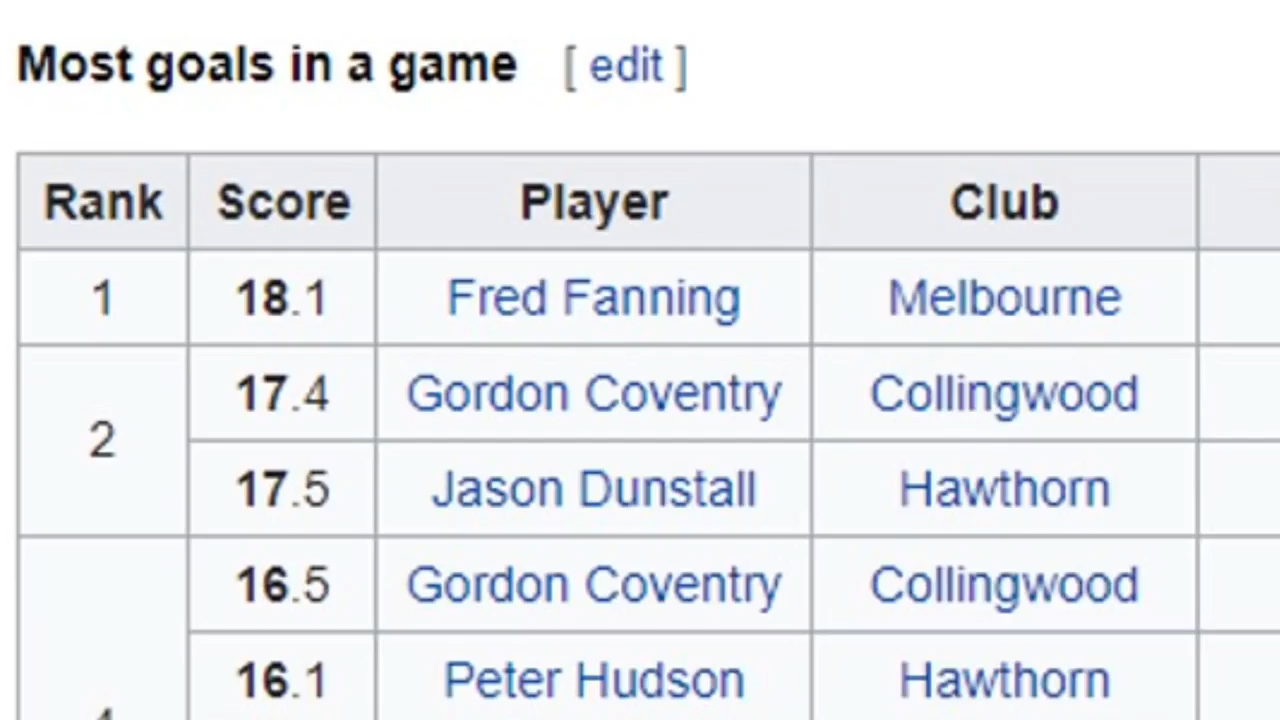 Most goals in a game [ edit ]
Rank Score Player Club
1 18.1 Fred Fanning Melbourne
2 17.4 Gordon Coventry Collingwood
17.5 Jason Dunstall Hawthorn
16.5 Gordon Coventry Collingwood
16.1 Peter Hudson Hawthorn